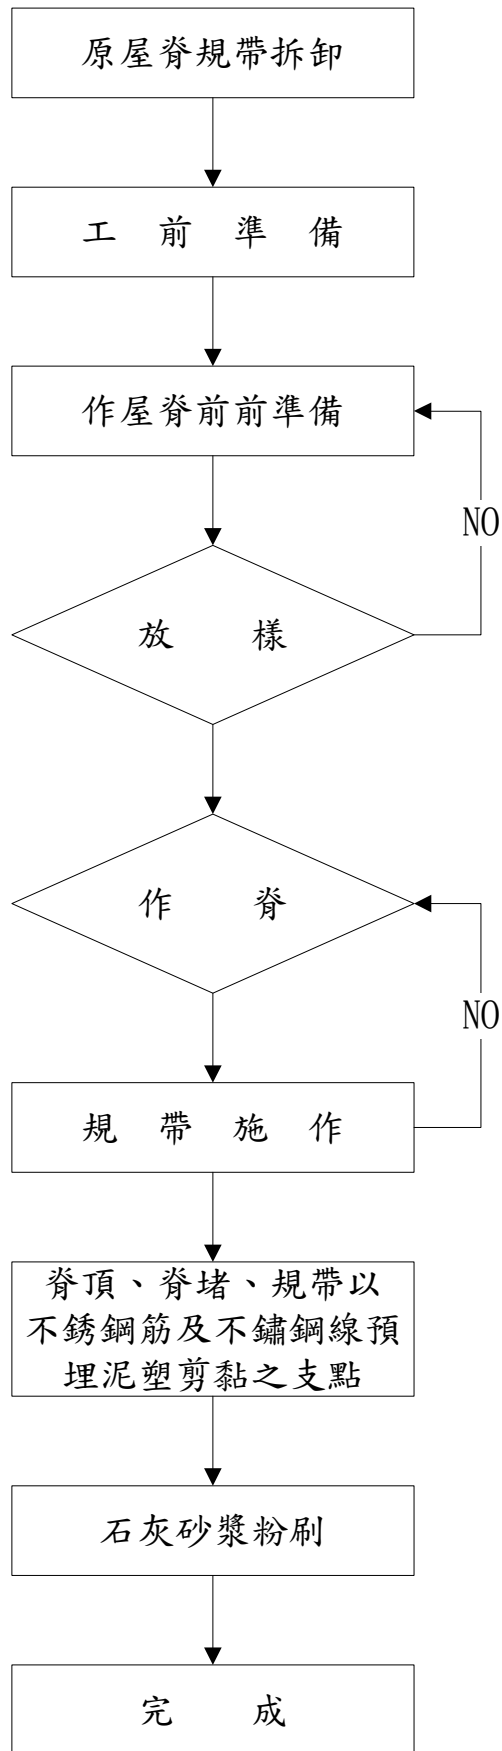 原屋脊規帶拆卸
工前準備
作屋脊前前準備
NO
放樣
作脊
NO
規帶施作
脊頂、脊堵、規帶以
不銹鋼筋及不鏽鋼線預
埋泥塑剪黏之支點
石灰砂漿粉刷
完成